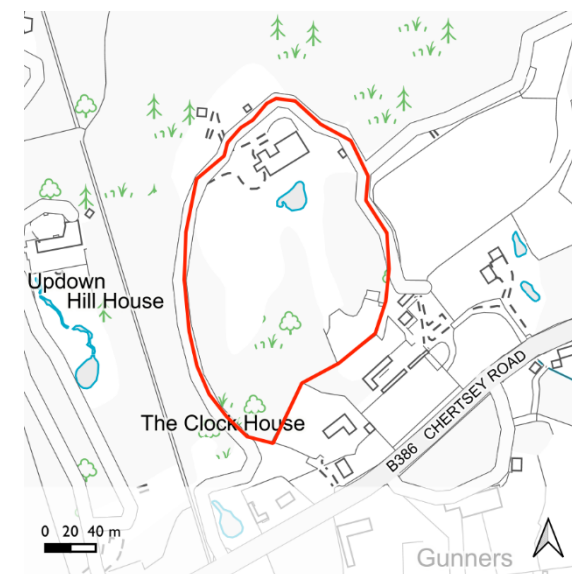 Updown
Hill House
The Clock House
B386 CHERTSEY ROAD
0 20 40 m
Gunners